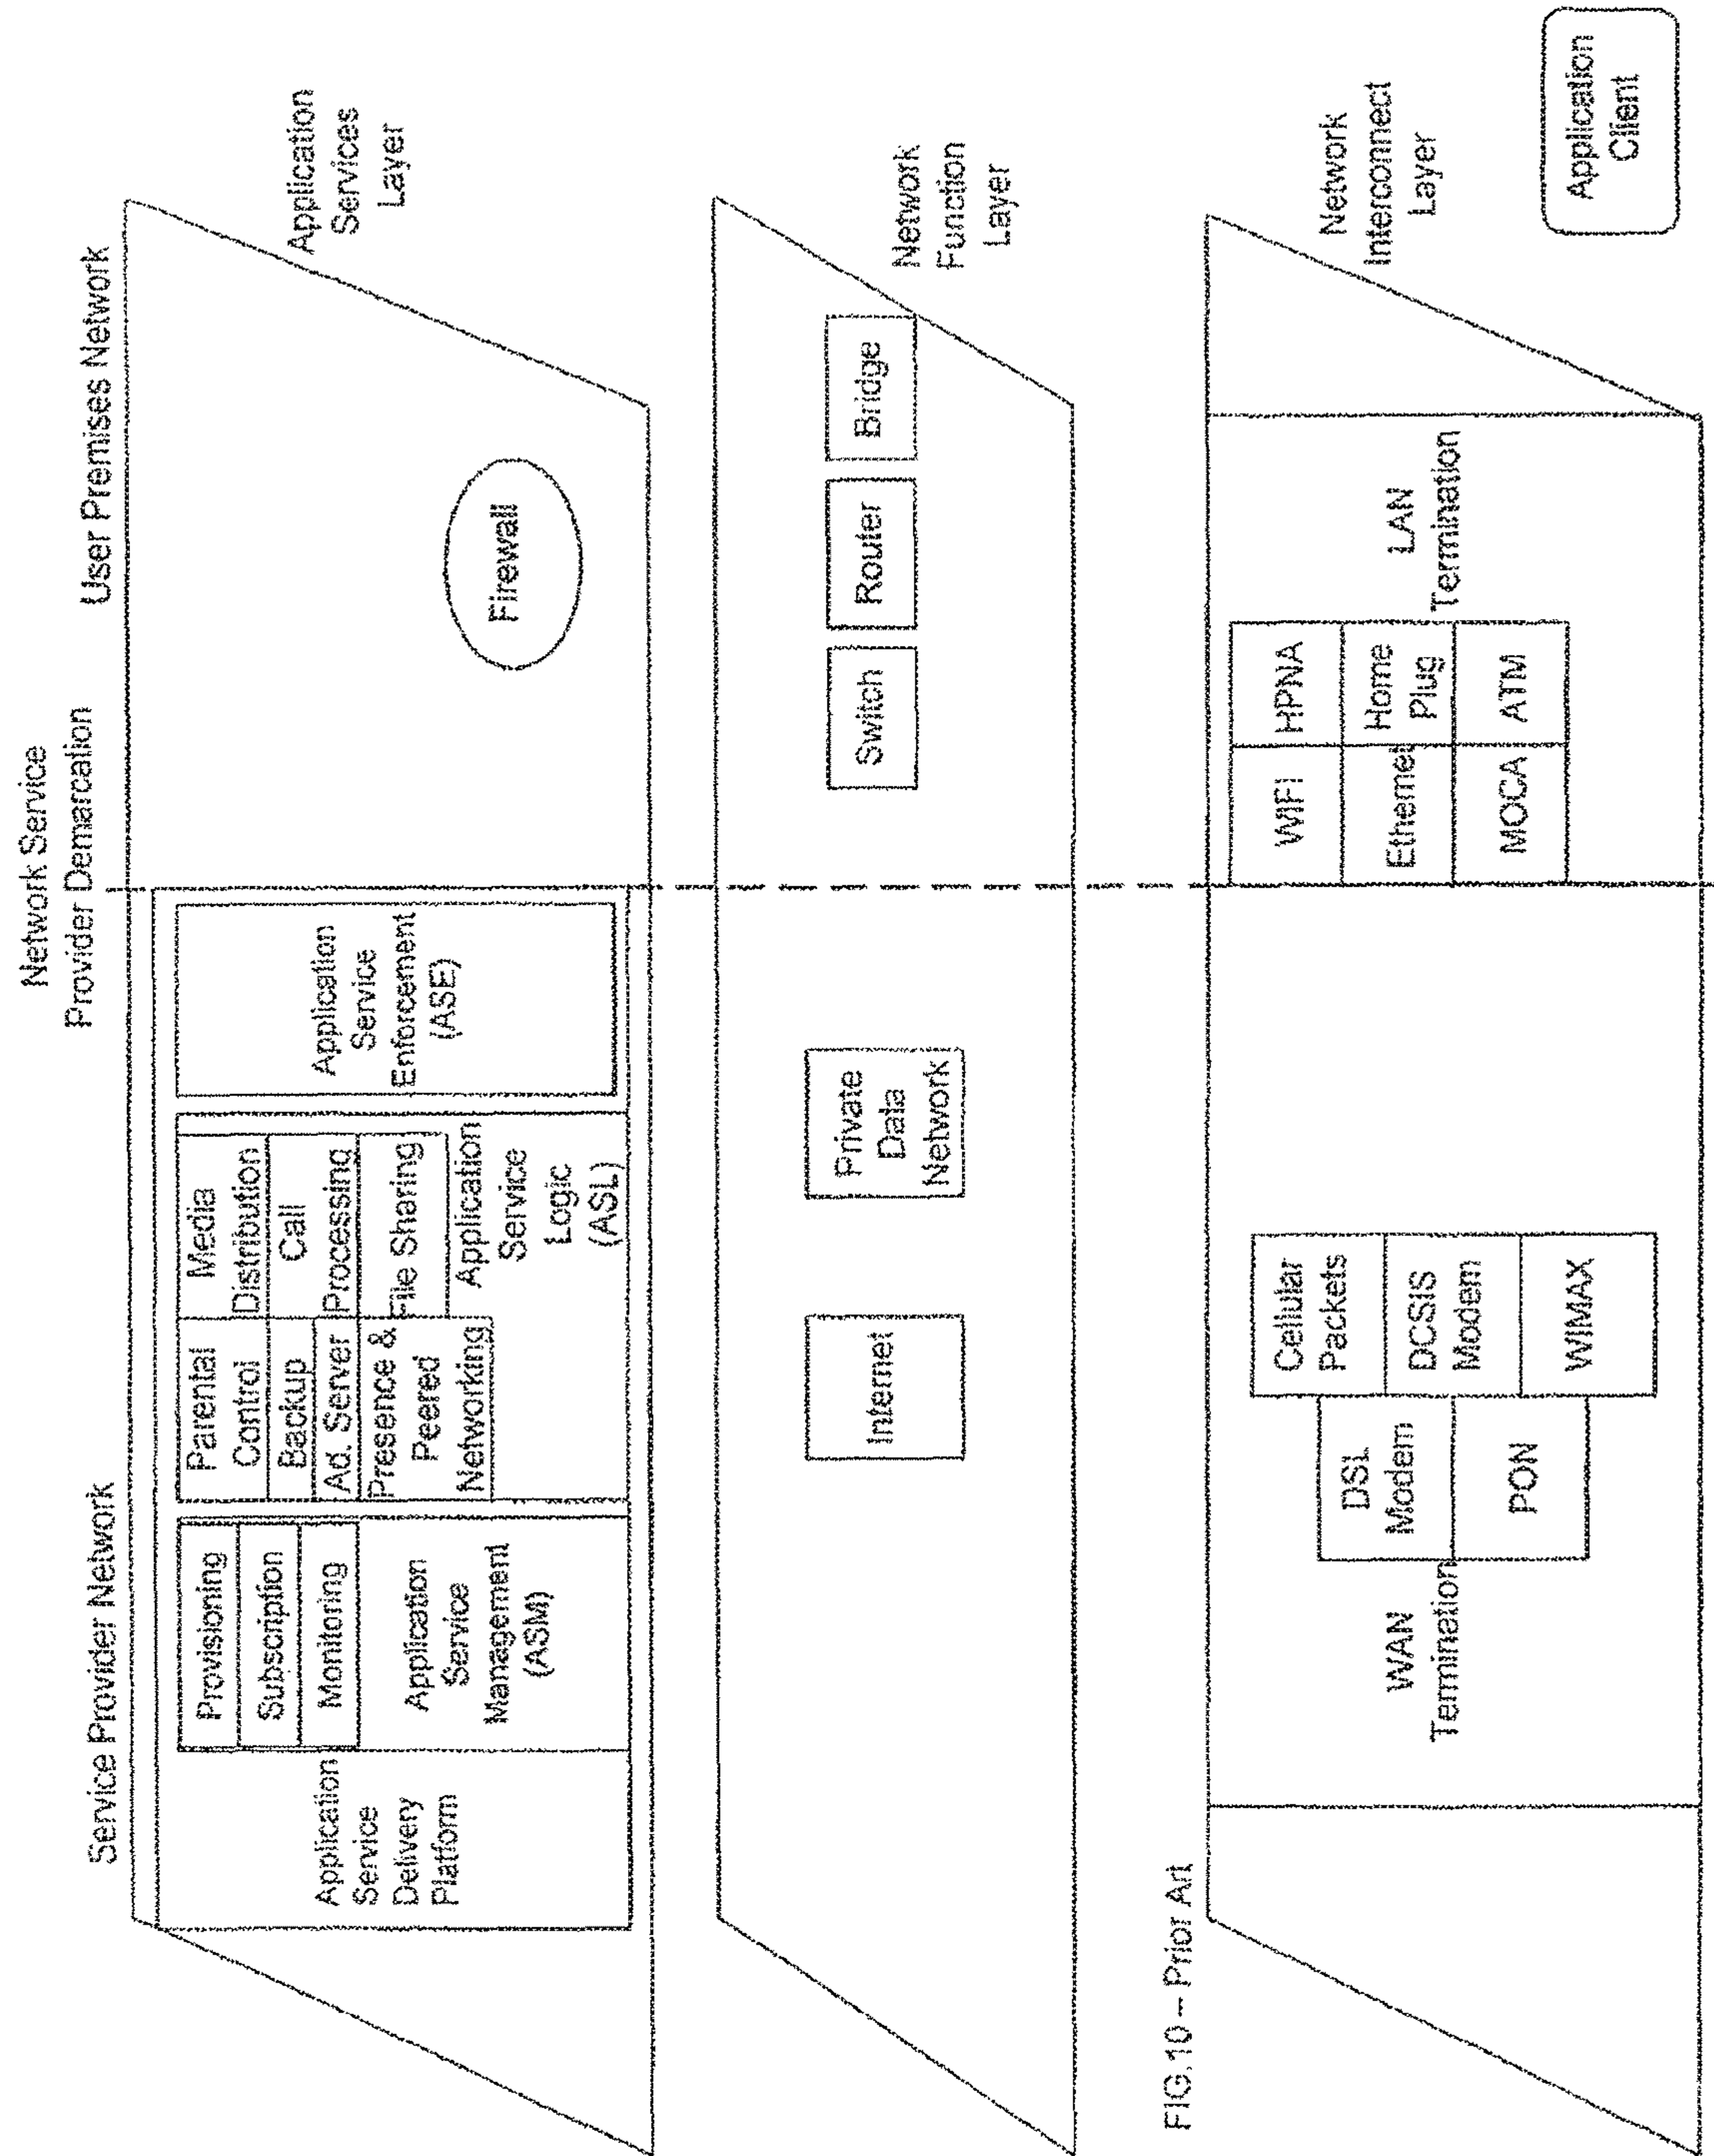 Network Service
Provider Demarcation
Service Provider Network
User Premises Network
Application
Services
Layer
Application
Service
Delivery
Platform
Provisioning
Subscription
Monitoring
Application
Service
Management
(ASM)
Parental
Control
Backup
Ad. Server
Presence &
Peered
Networking
Media
Distribution
Call
Processing
File Sharing
Application
Service
Logic
(ASL)
Application
Service
Enforcement
(ASE)
Firewall
Network
Function
Layer
Internet
Private
Data
Network
Switch
Router
Bridge
FIG.10 – Prior Art
Network
Interconnect
Layer
WAN
Termination
DSL
Modem
PON
Cellular
Packets
DCSIS
Modem
WIMAX
WIFI
HPNA
Ethernet
Home
Plug
MOCA
ATM
LAN
Termination
Application
Client